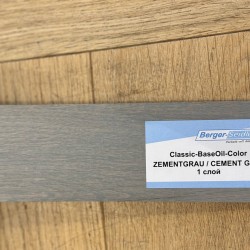 Berger-Seidle
Classic-BaseOil-Color
ZEMENTGRAU / CEMENT G
1 слой